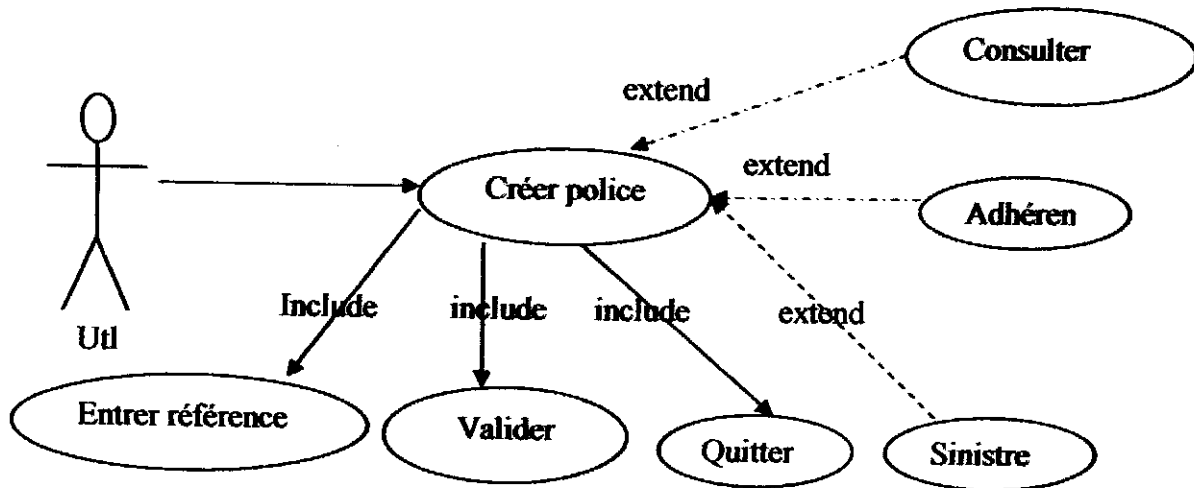 Consulter
extend
extend
Créer police
Adhéren
Include
include
include
extend
Utl
Entrer référence
Valider
Quitter
Sinistre